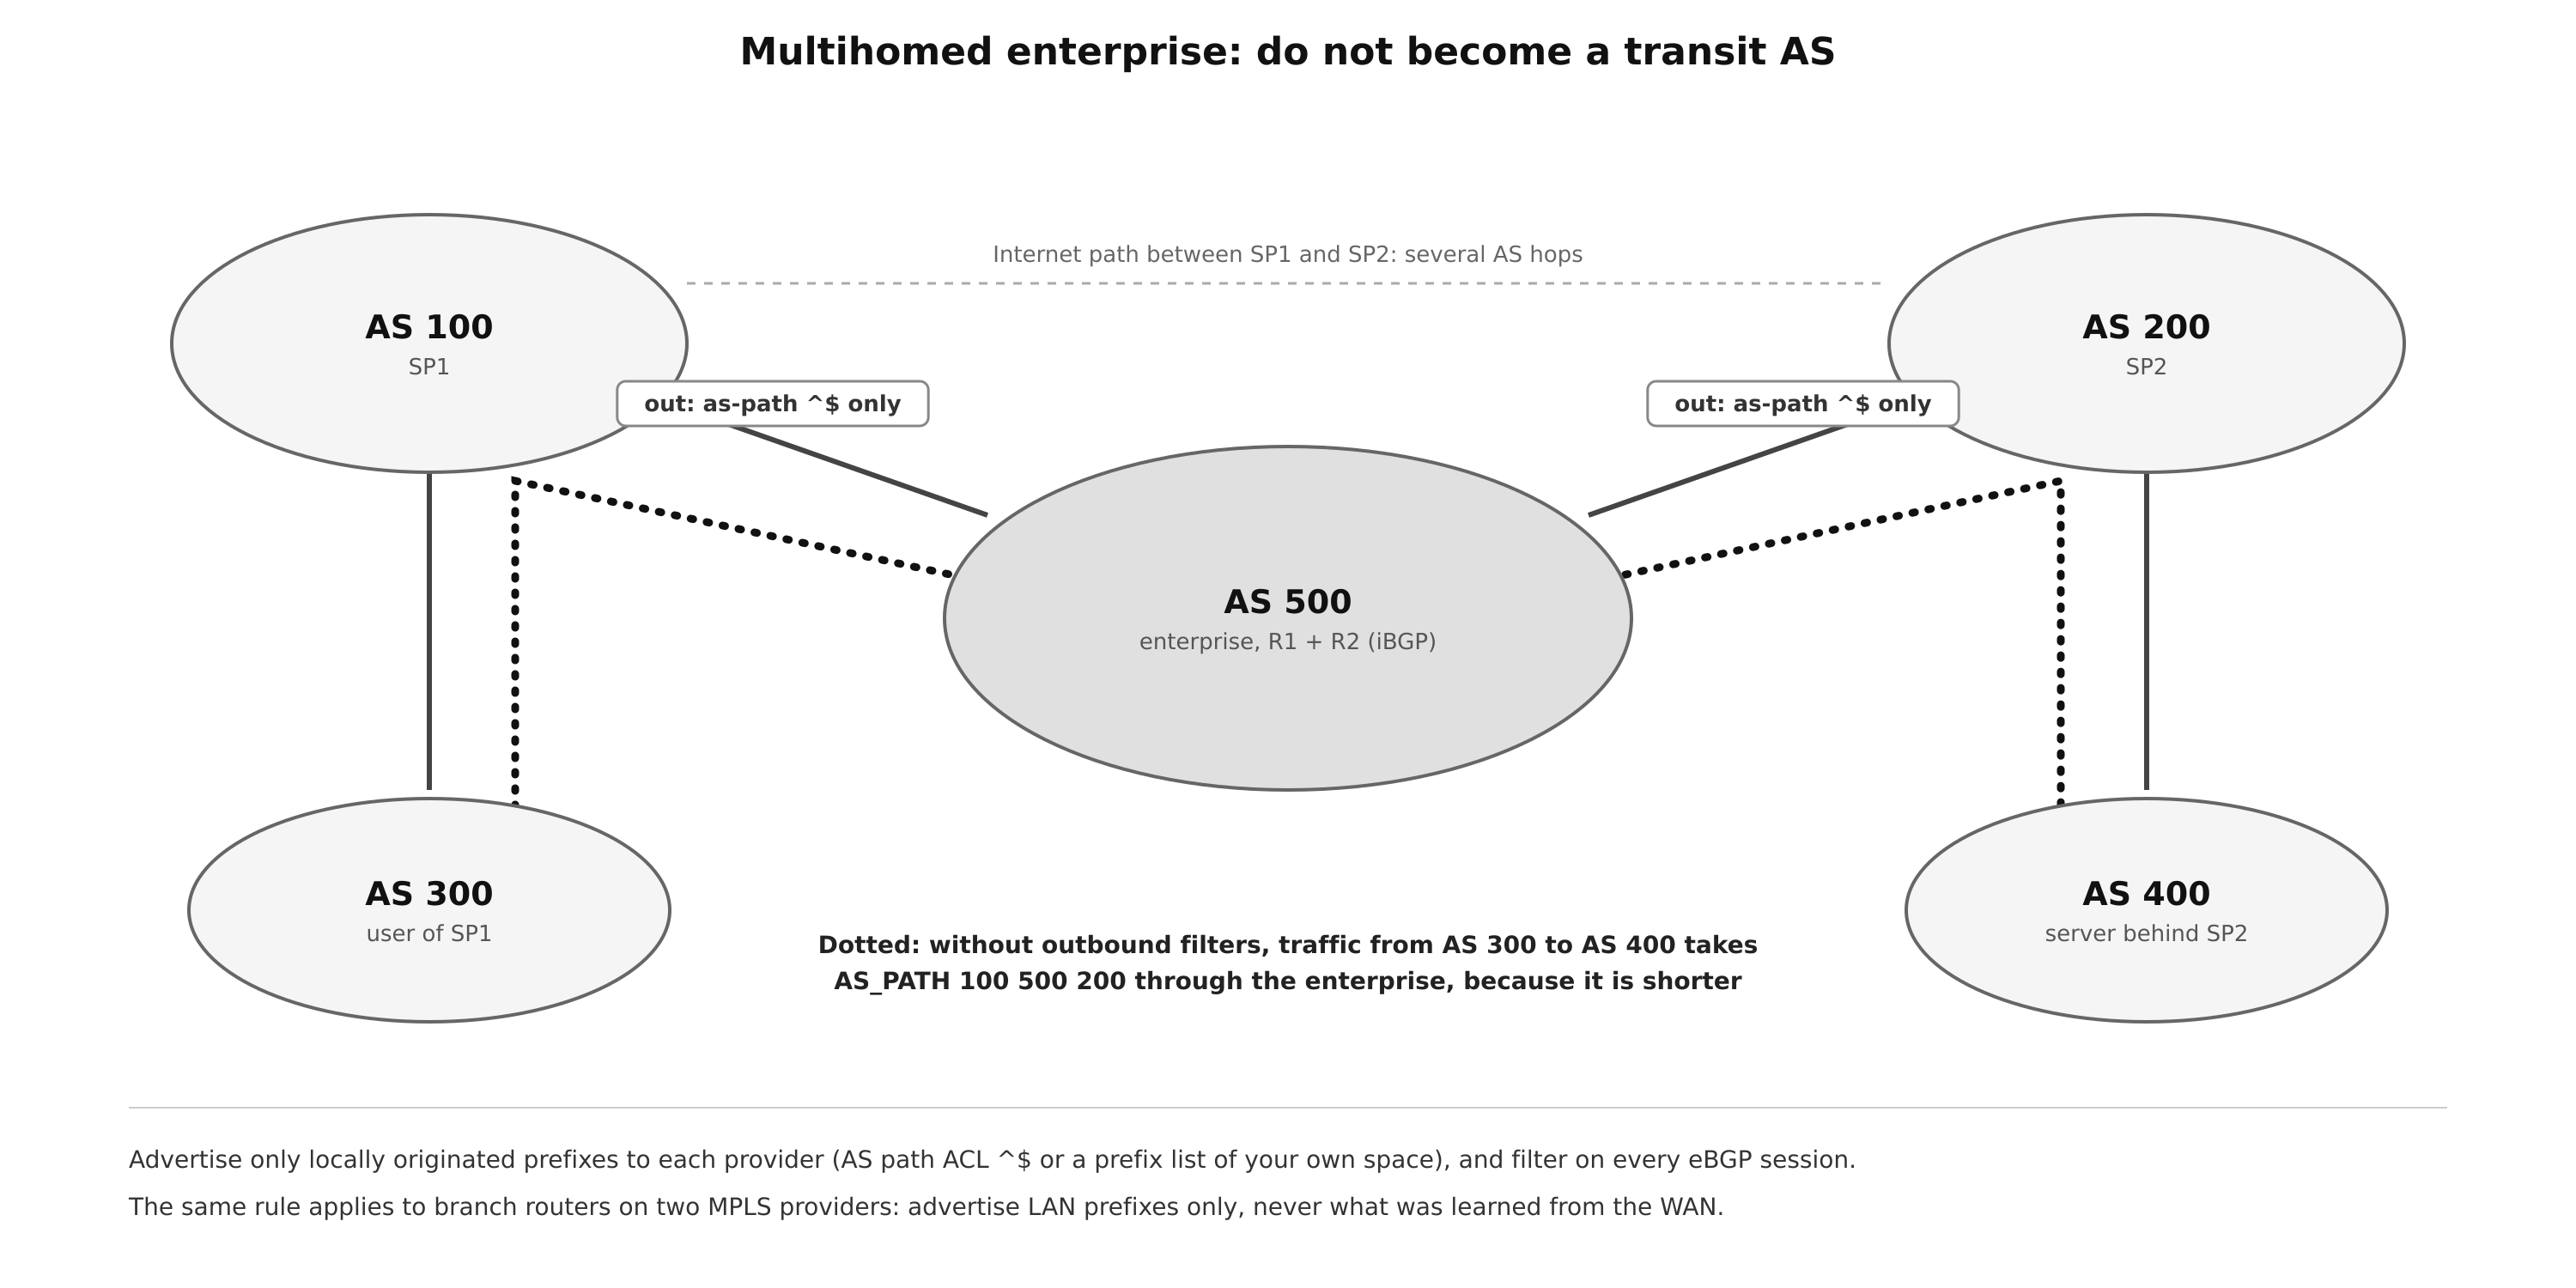 Multihomed enterprise: do not become a transit AS
Internet path between SP1 and SP2: several AS hops
AS 100
SP1
AS 200
SP2
out: as-path ^$ only
out: as-path ^$ only
AS 500
enterprise, R1 + R2 (iBGP)
AS 300
user of SP1
AS 400
server behind SP2
Dotted: without outbound filters, traffic from AS 300 to AS 400 takes
AS_PATH 100 500 200 through the enterprise, because it is shorter
Advertise only locally originated prefixes to each provider (AS path ACL ^$ or a prefix list of your own space), and filter on every eBGP session.
The same rule applies to branch routers on two MPLS providers: advertise LAN prefixes only, never what was learned from the WAN.